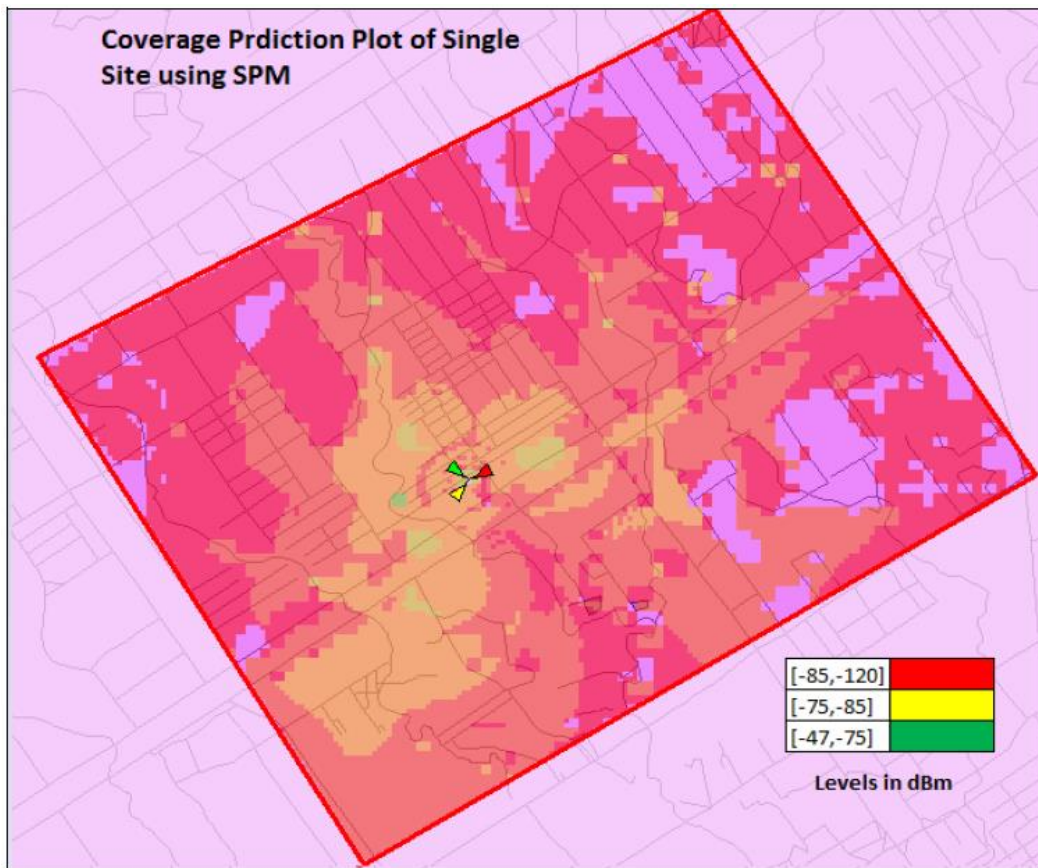 Coverage Prdiction Plot of Single
Site using SPM
[-85,-120]
[-75,-85]
[-47,-75]
Levels in dBm